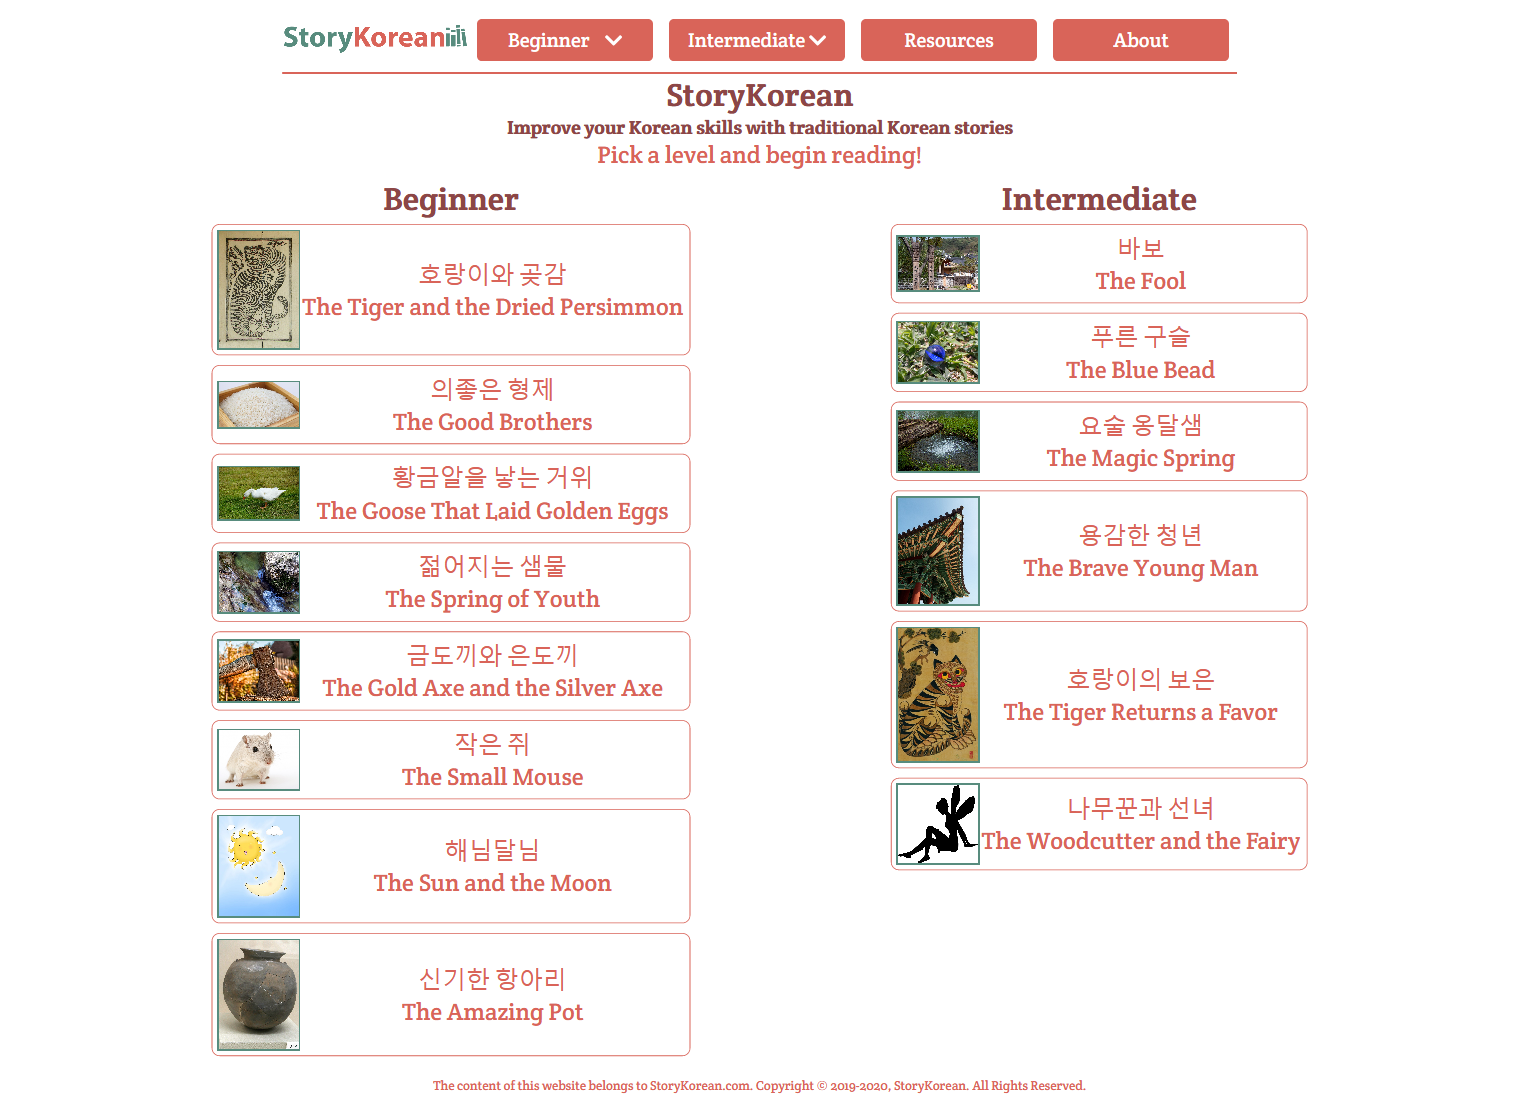 StoryKorean
Beginner
Intermediate
Resources
About
StoryKorean
Improve your Korean skills with traditional Korean stories
Pick a level and begin reading!
Beginner
호랑이와 곶감
The Tiger and the Dried Persimmon
의좋은 형제
The Good Brothers
황금알을 낳는 거위
The Goose That Laid Golden Eggs
젊어지는 샘물
The Spring of Youth
금도끼와 은도끼
The Gold Axe and the Silver Axe
작은 쥐
The Small Mouse
해님달님
The Sun and the Moon
신기한 항아리
The Amazing Pot
Intermediate
바보
The Fool
푸른 구슬
The Blue Bead
요술 옹달샘
The Magic Spring
용감한 청년
The Brave Young Man
호랑이의 보은
The Tiger Returns a Favor
나무꾼과 선녀
The Woodcutter and the Fairy
The content of this website belongs to StoryKorean.com. Copyright © 2019-2020, StoryKorean. All Rights Reserved.